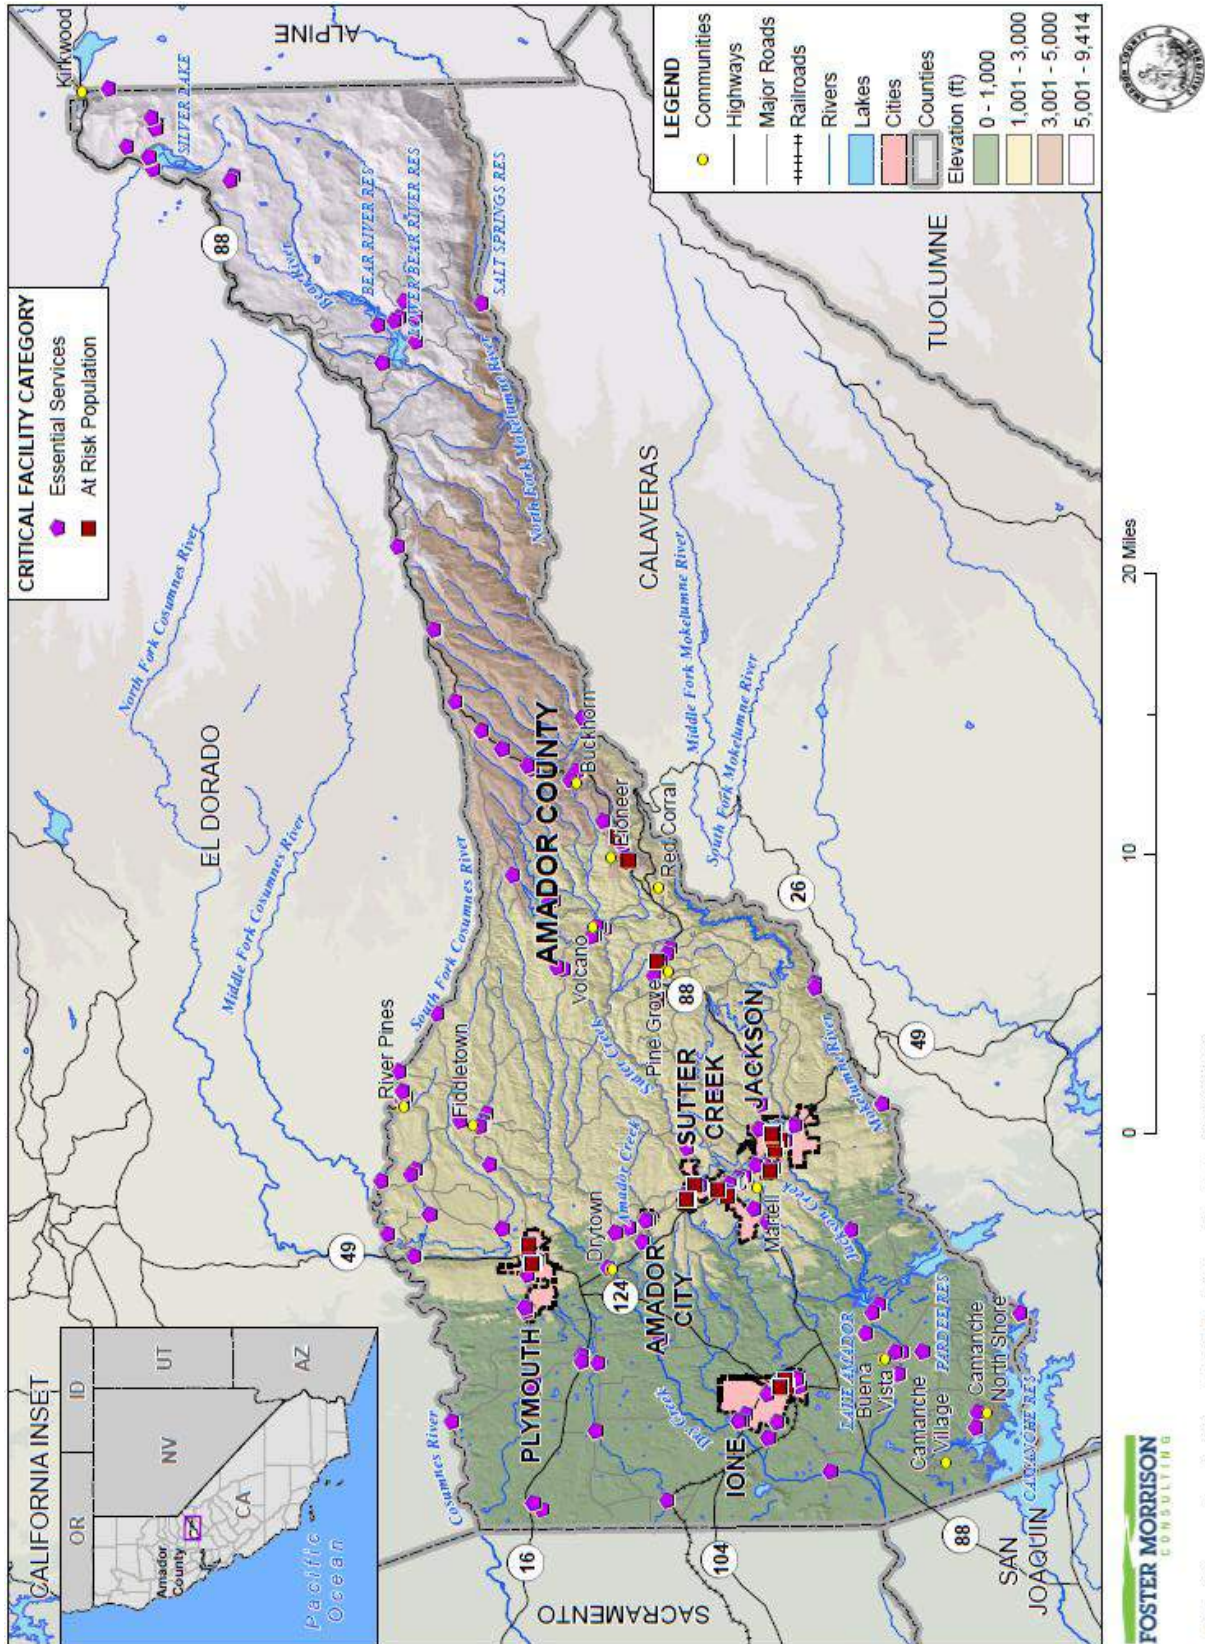 CALIFORNIA INSET
OR
ID
NV
UT
CA
AZ
Amador
County
Pacific
Ocean
CRITICAL FACILITY CATEGORY
Essential Services
At Risk Population
LEGEND
Communities
Highways
Major Roads
Railroads
Rivers
Lakes
Cities
Counties
Elevation (ft)
0 - 1,000
1,001 - 3,000
3,001 - 5,000
5,001 - 9,414
EL DORADO
ALPINE
TUOLUMNE
CALAVERAS
SAN
JOAQUIN
SACRAMENTO
AMADOR COUNTY
Kirkwood
SILVER LAKE
88
Bear River
BEAR RIVER RES
LOWER BEAR RIVER RES
SALT SPRINGS RES
North Fork Cosumnes River
Middle Fork Cosumnes River
South Fork Cosumnes River
Cosumnes River
North Fork Mokelumne River
Middle Fork Mokelumne River
South Fork Mokelumne River
Mokelumne River
River Pines
Fiddletown
Volcano
Buckhorn
Pioneer
Red Corral
Pine Grove
88
26
49
49
Sutter Creek
SUTTER
CREEK
JACKSON
Amador Creek
Drytown
124
AMADOR
CITY
Martell
Jackson Creek
PLYMOUTH
Dry Creek
IONE
LAKE AMADOR
Buena
Vista
PARDEE RES
Camanche
Village
Camanche
North Shore
CAMANCHE RES
16
104
88
0
10
20 Miles
FOSTER MORRISON
CONSULTING